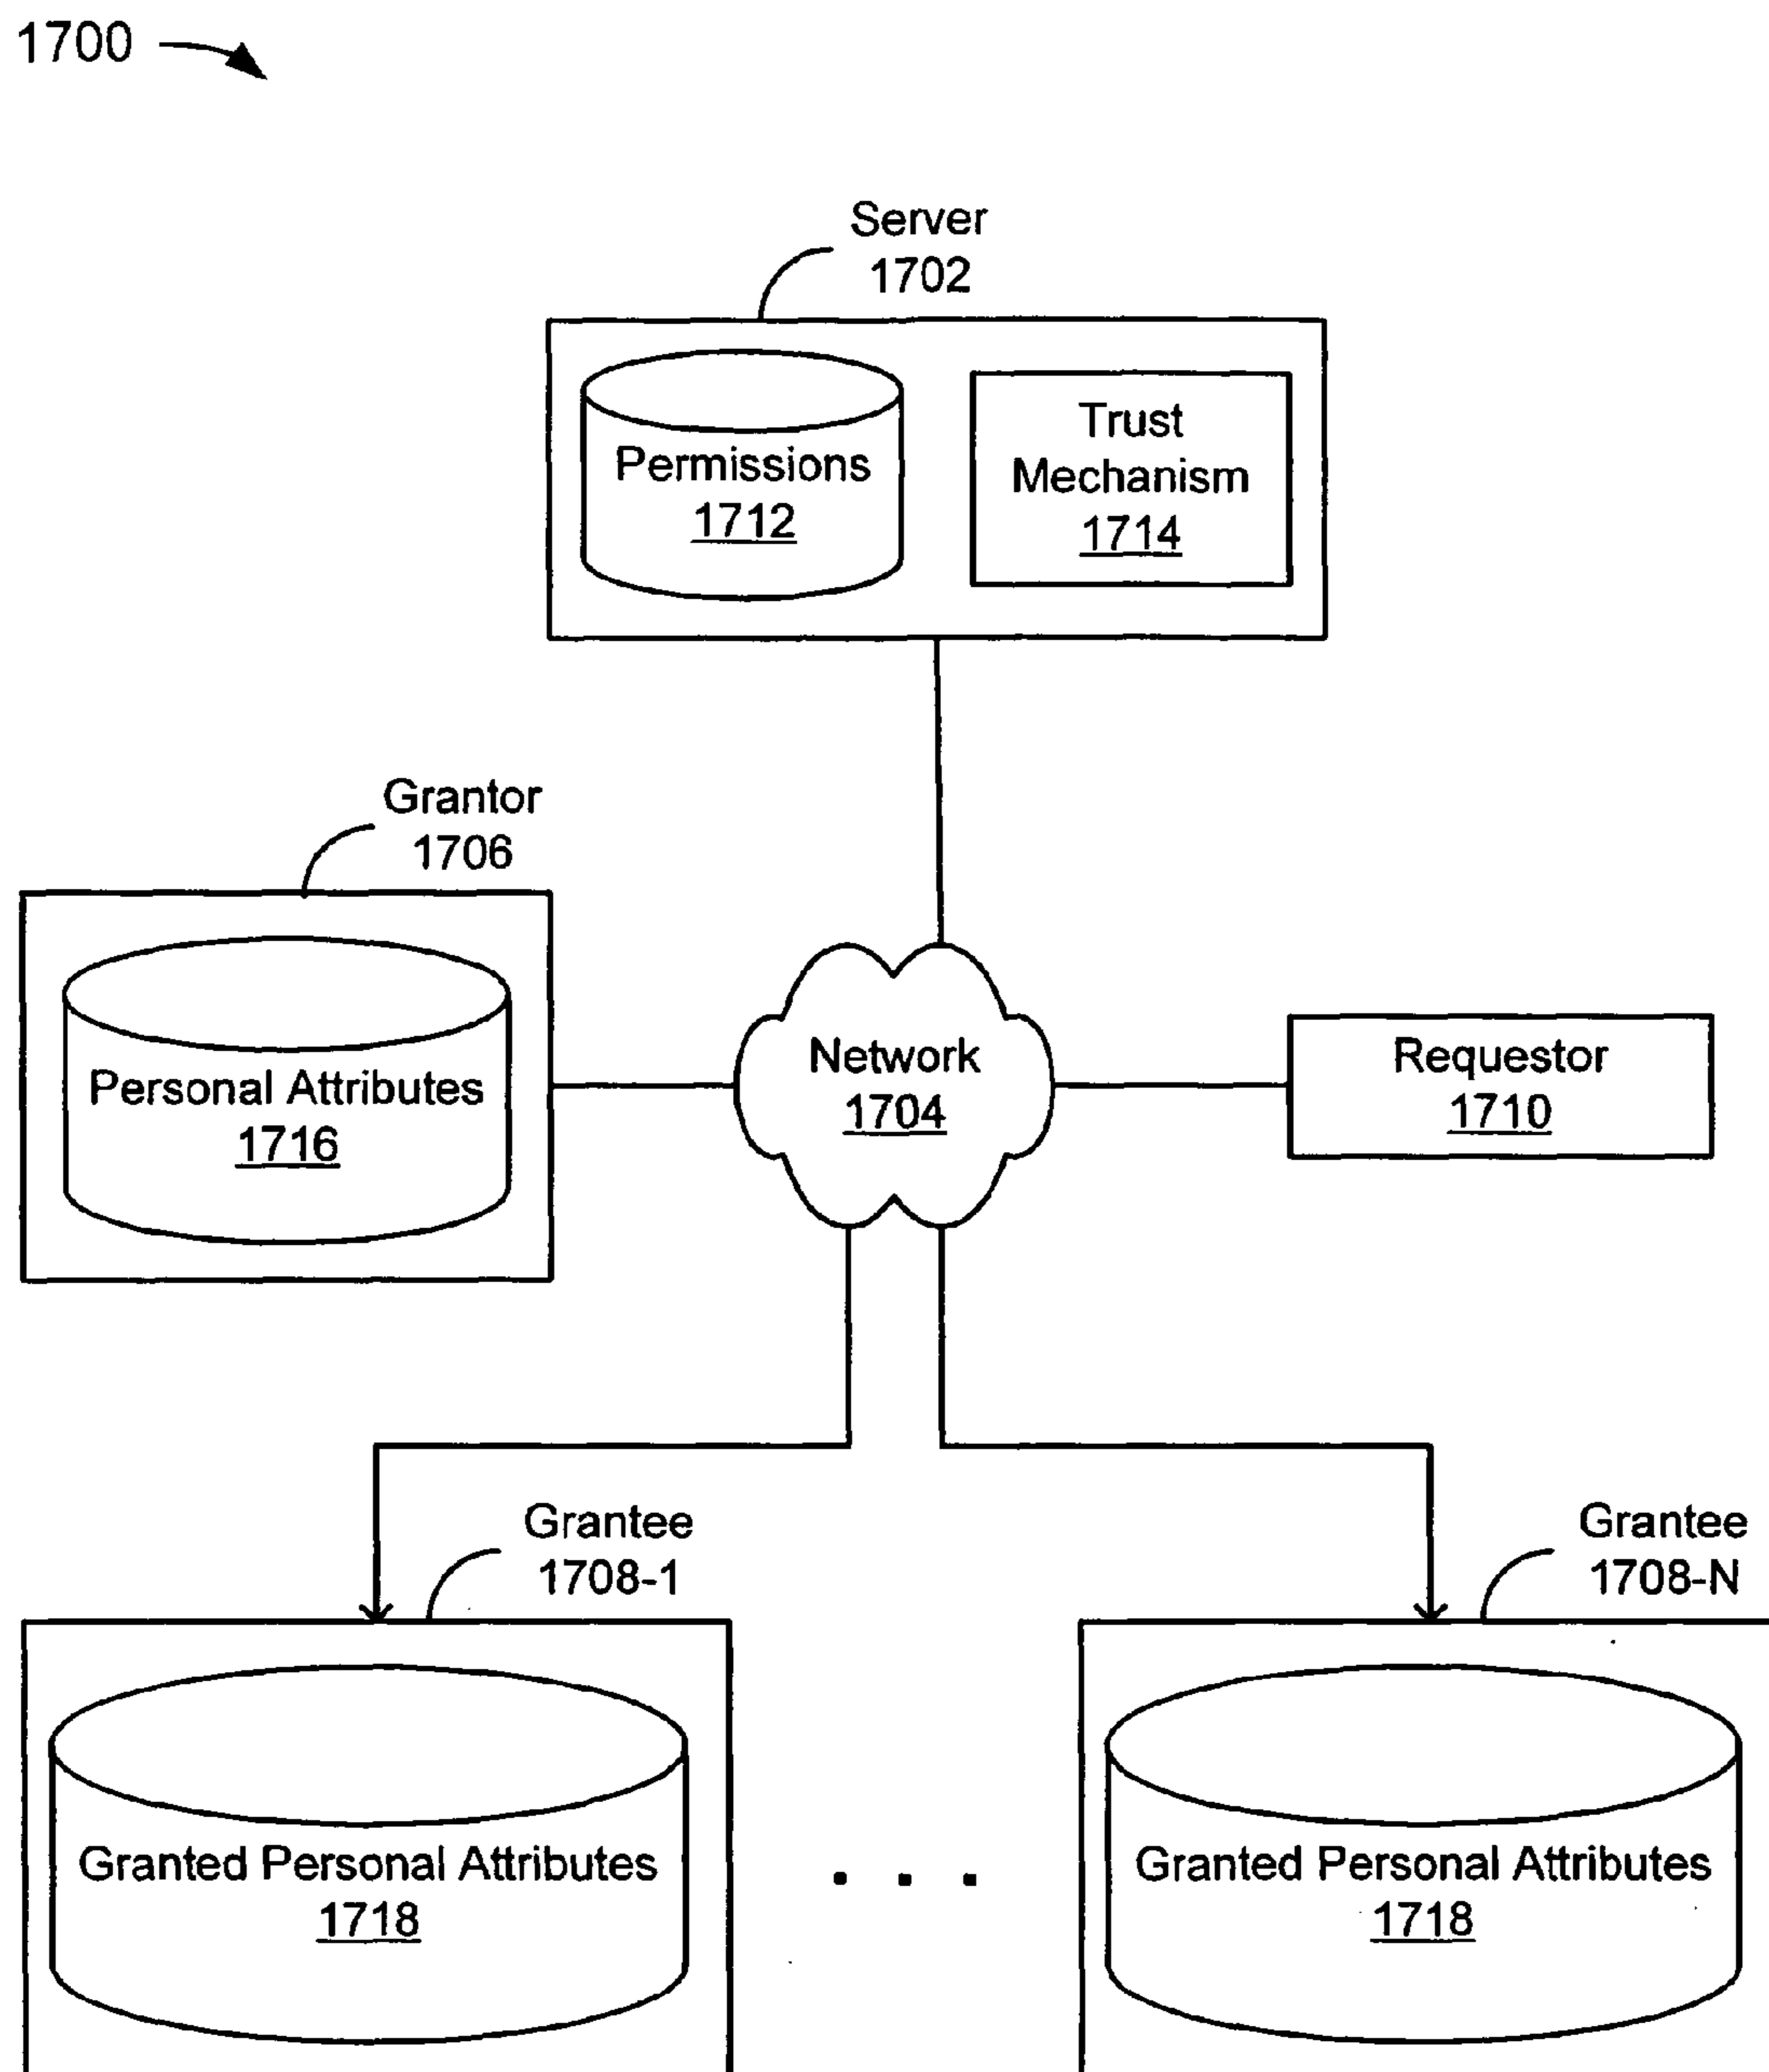 1700
Server
1702
Permissions
1712
Trust
Mechanism
1714
Grantor
1706
Personal Attributes
1716
Network
1704
Requestor
1710
Grantee
1708-1
Grantee
1708-N
Granted Personal Attributes
1718
. . .
Granted Personal Attributes
1718